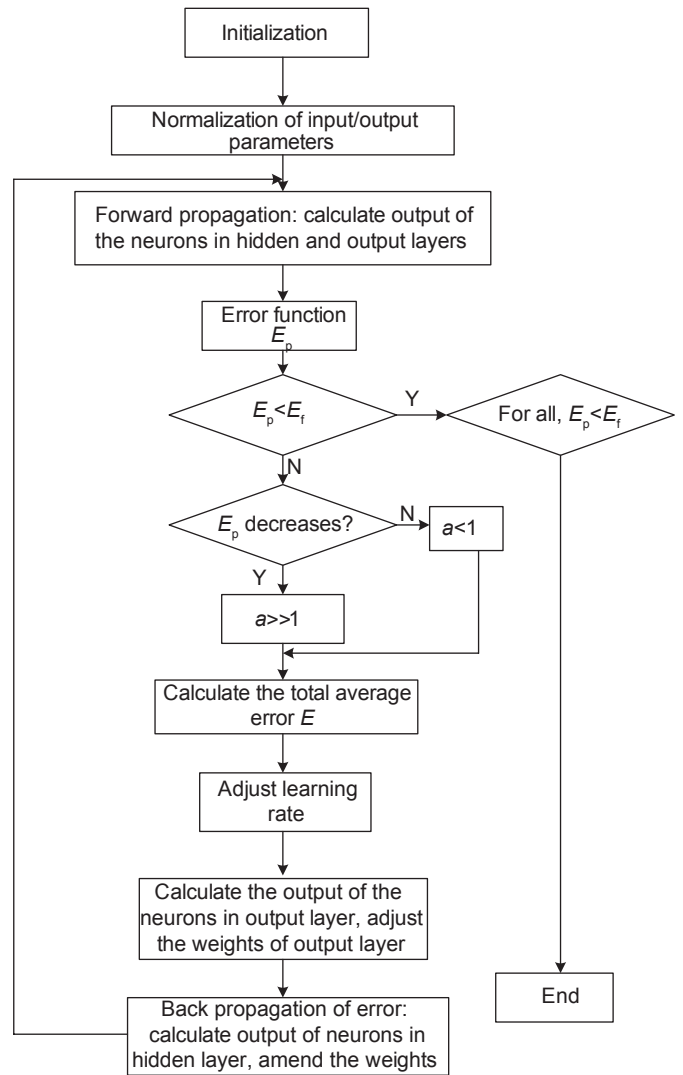 Initialization
Normalization of input/output
parameters
Forward propagation: calculate output of
the neurons in hidden and output layers
Error function
Ep
Ep<Ef
Y
For all, Ep<Ef
N
Ep decreases?
N
a<1
Y
a>>1
Calculate the total average
error E
Adjust learning
rate
Calculate the output of the
neurons in output layer, adjust
the weights of output layer
Back propagation of error:
calculate output of neurons in
hidden layer, amend the weights
End